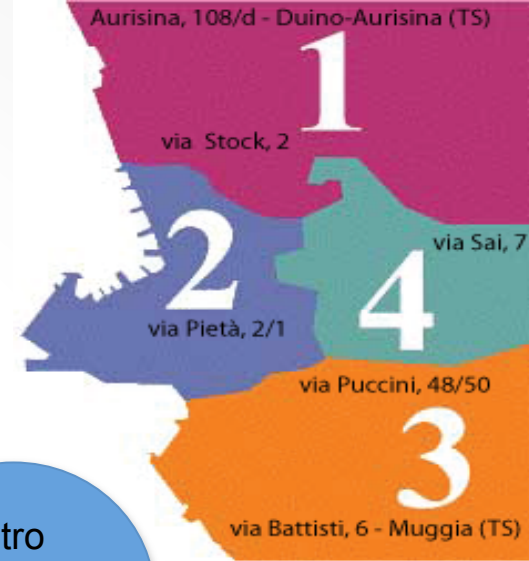 Aurisina, 108/d - Duino-Aurisina (TS)
1
via Stock, 2
2
via Sai, 7
4
via Pietà, 2/1
via Puccini, 48/50
3
via Battisti, 6 - Muggia (TS)